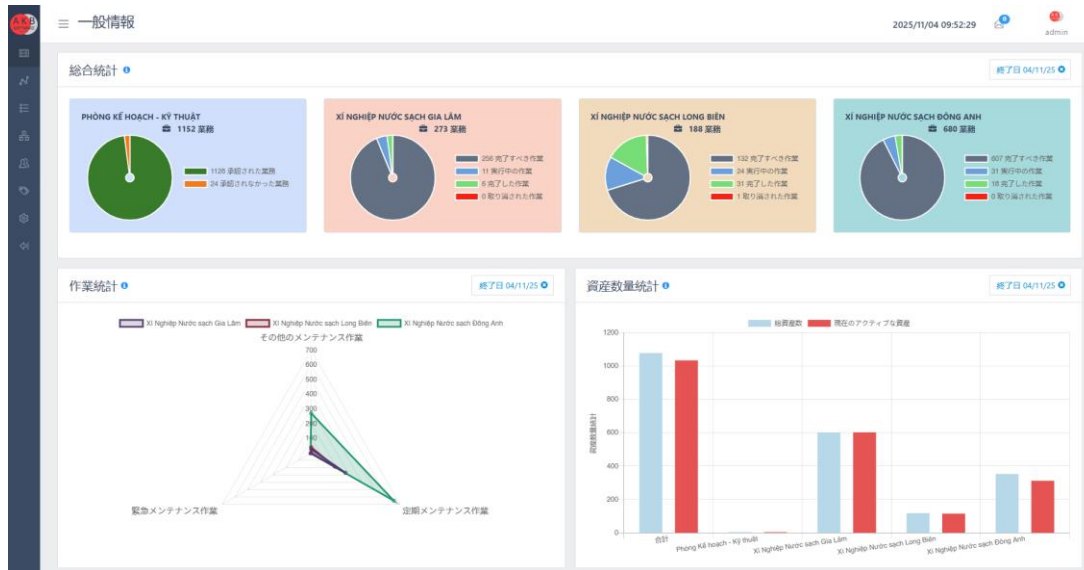 AKB
一般情報
2025/11/04 09:52:29
admin
総合統計
終了日 04/11/25
PHÒNG KẾ HOẠCH - KỸ THUẬT
1152 業務
1128 承認された業務
24 承認されなかった業務
XÍ NGHIỆP NƯỚC SẠCH GIA LÂM
273 業務
256 完了すべき作業
11 実行中の作業
6 完了した作業
0 取り消された作業
XÍ NGHIỆP NƯỚC SẠCH LONG BIÊN
188 業務
132 完了すべき作業
24 実行中の作業
31 完了した作業
1 取り消された作業
XÍ NGHIỆP NƯỚC SẠCH ĐÔNG ANH
680 業務
607 完了すべき作業
31 実行中の作業
18 完了した作業
0 取り消された作業
作業統計
終了日 04/11/25
Xí Nghiệp Nước sạch Gia Lâm
Xí Nghiệp Nước sạch Long Biên
Xí Nghiệp Nước sạch Đông Anh
その他のメンテナンス作業
700
600
500
400
300
200
100
緊急メンテナンス作業
定期メンテナンス作業
資産数量統計
終了日 04/11/25
総資産数
現在のアクティブな資産
1200
1000
800
600
400
200
0
資産数量統計
合計
Phòng Kế hoạch - Kỹ thuật
Xí Nghiệp Nước sạch Gia Lâm
Xí Nghiệp Nước sạch Long Biên
Xí Nghiệp Nước sạch Đông Anh